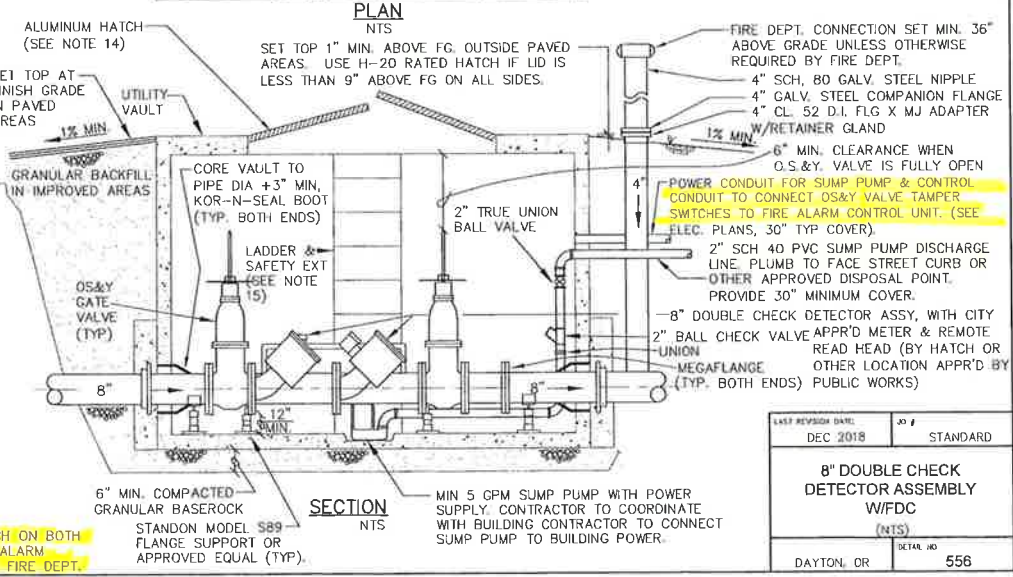 PLAN
NTS
ALUMINUM HATCH
(SEE NOTE 14)
SET TOP 1" MIN. ABOVE FG. OUTSIDE PAVED
AREAS. USE H-20 RATED HATCH IF LID IS
LESS THAN 9" ABOVE FG ON ALL SIDES.
FIRE DEPT. CONNECTION SET MIN. 36"
ABOVE GRADE UNLESS OTHERWISE
REQUIRED BY FIRE DEPT.
4" SCH. 80 GALV. STEEL NIPPLE
4" GALV. STEEL COMPANION FLANGE
4" CL. 52 D.I. FLG X MJ ADAPTER
W/RETAINER GLAND
TOP AT
GRADE
PAVED
UTILITY
VAULT
1% MIN.
1% MIN.
GRANULAR BACKFILL
IN IMPROVED AREAS
CORE VAULT TO
PIPE DIA +3" MIN,
KOR-N-SEAL BOOT
(TYP. BOTH ENDS)
6" MIN. CLEARANCE WHEN
O.S.&Y. VALVE IS FULLY OPEN
4"
POWER CONDUIT FOR SUMP PUMP & CONTROL
CONDUIT TO CONNECT OS&Y VALVE TAMPER
SWITCHES TO FIRE ALARM CONTROL UNIT. (SEE
ELEC. PLANS, 30" TYP COVER).
2" TRUE UNION
BALL VALVE
LADDER &
SAFETY EXT
(SEE NOTE
15)
2" SCH 40 PVC SUMP PUMP DISCHARGE
LINE. PLUMB TO FACE STREET CURB OR
OTHER APPROVED DISPOSAL POINT.
PROVIDE 30" MINIMUM COVER.
OS&Y
GATE
VALVE
(TYP)
8" DOUBLE CHECK DETECTOR ASSY, WITH CITY
APPR'D METER & REMOTE
READ HEAD (BY HATCH OR
OTHER LOCATION APPR'D BY
PUBLIC WORKS)
2" BALL CHECK VALVE
UNION
MEGAFLANGE
(TYP. BOTH ENDS)
8"
8"
12"
MIN.
6" MIN. COMPACTED
GRANULAR BASEROCK
SECTION
NTS
STANDON MODEL S89
FLANGE SUPPORT OR
APPROVED EQUAL (TYP).
MIN 5 GPM SUMP PUMP WITH POWER
SUPPLY. CONTRACTOR TO COORDINATE
WITH BUILDING CONTRACTOR TO CONNECT
SUMP PUMP TO BUILDING POWER.
ON BOTH
ALARM
FIRE DEPT.
LAST REVISION DATE:
DEC 2018
JO #
STANDARD
8" DOUBLE CHECK
DETECTOR ASSEMBLY
W/FDC
(NTS)
DAYTON, OR
DETAIL NO
556